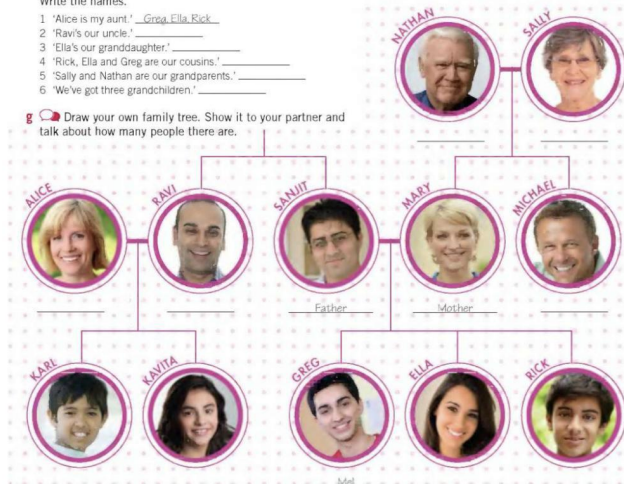 Write the names.
1 'Alice is my aunt.' Greg, Ella, Rick
2 'Ravi's our uncle.'
3 'Ella's our granddaughter.'
4 'Rick, Ella and Greg are our cousins.'
5 'Sally and Nathan are our grandparents.'
6 'We've got three grandchildren.'
g Draw your own family tree. Show it to your partner and
talk about how many people there are.
NATHAN
SALLY
ALICE
RAVI
SANJIT
MARY
MICHAEL
Father
Mother
KARL
KAVITA
GREG
ELLA
RICK
Me!